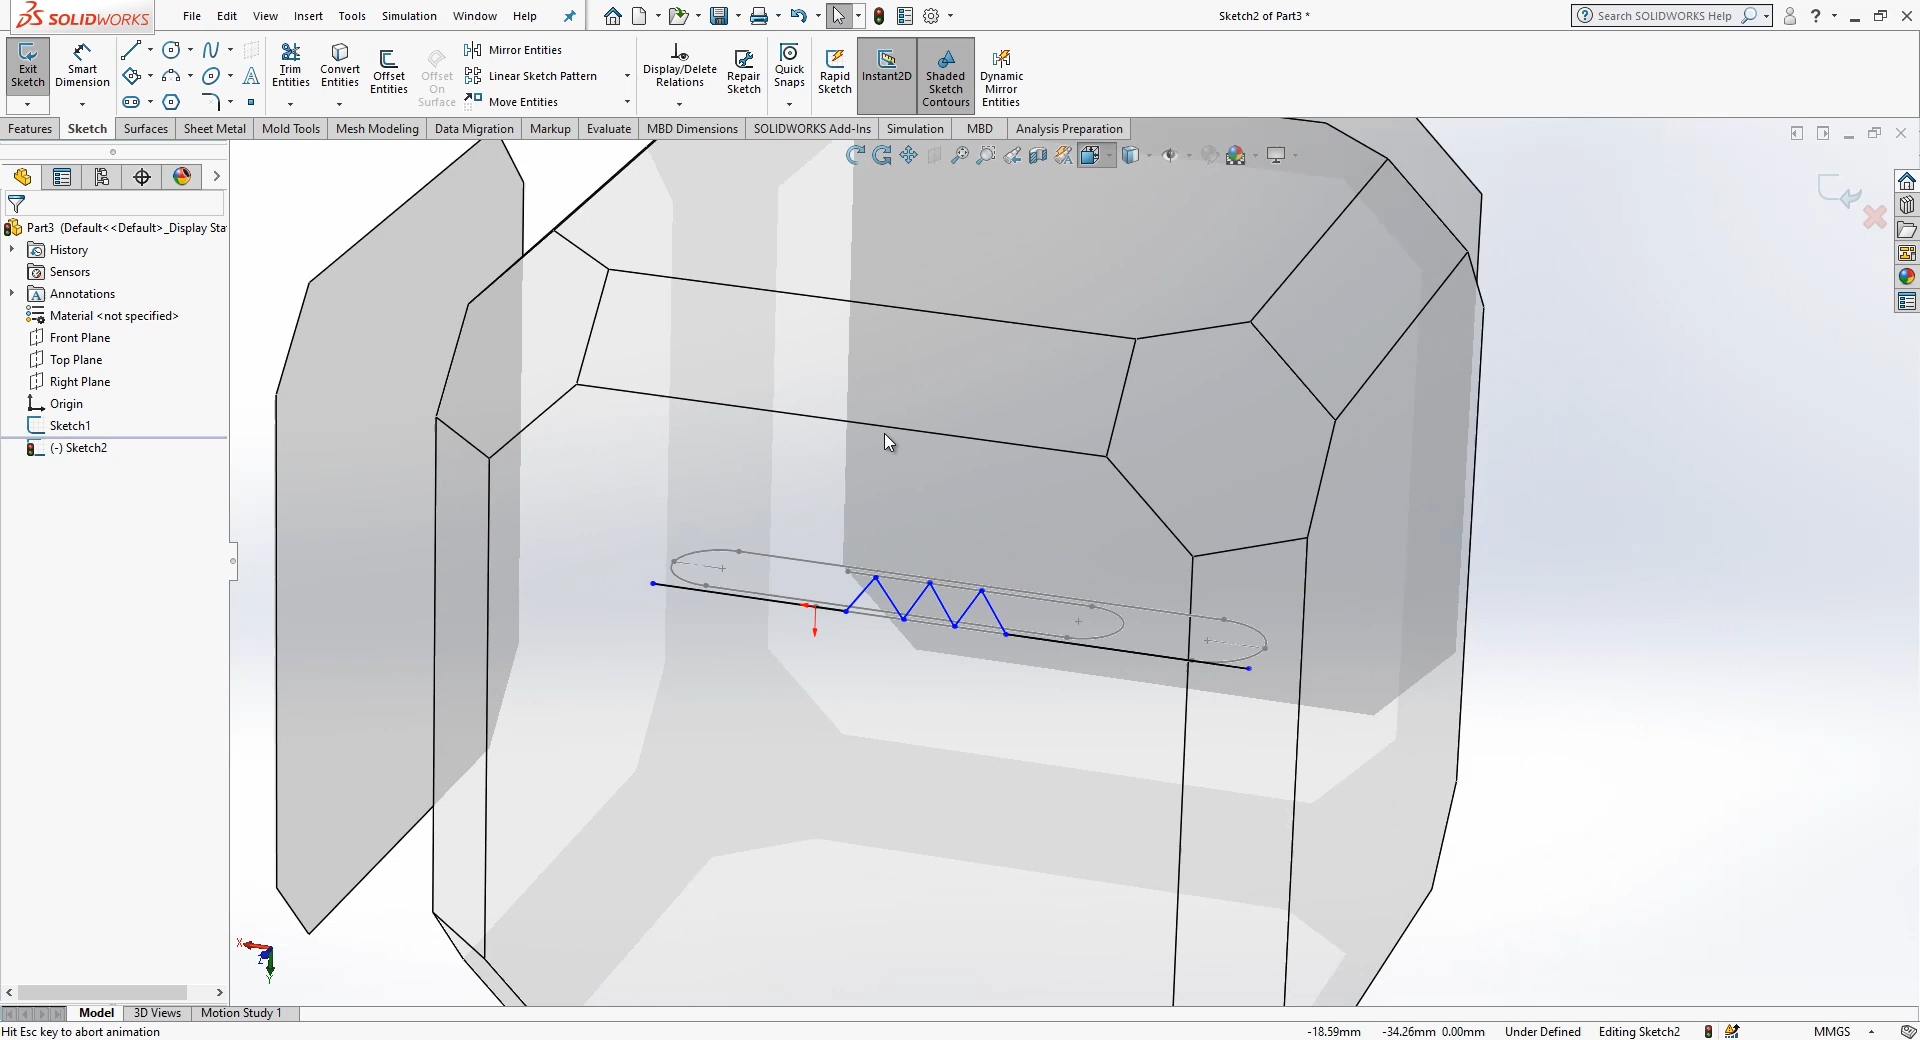 SOLIDWORKS
File Edit View Insert Tools Simulation Window Help
Sketch2 of Part3 *
Search SOLIDWORKS Help
Exit Sketch
Smart Dimension
Trim Entities
Convert Entities
Offset Entities
Offset On Surface
Mirror Entities
Linear Sketch Pattern
Move Entities
Display/Delete Relations
Repair Sketch
Quick Snaps
Rapid Sketch
Instant2D
Shaded Sketch Contours
Dynamic Mirror Entities
Features Sketch Surfaces Sheet Metal Mold Tools Mesh Modeling Data Migration Markup Evaluate MBD Dimensions SOLIDWORKS Add-Ins Simulation MBD Analysis Preparation
Part3 (Default<<Default>_Display Sta
History
Sensors
Annotations
Material <not specified>
Front Plane
Top Plane
Right Plane
Origin
Sketch1
(-) Sketch2
X
Z
Y
Model 3D Views Motion Study 1
Hit Esc key to abort animation
-18.59mm -34.26mm 0.00mm Under Defined Editing Sketch2 MMGS